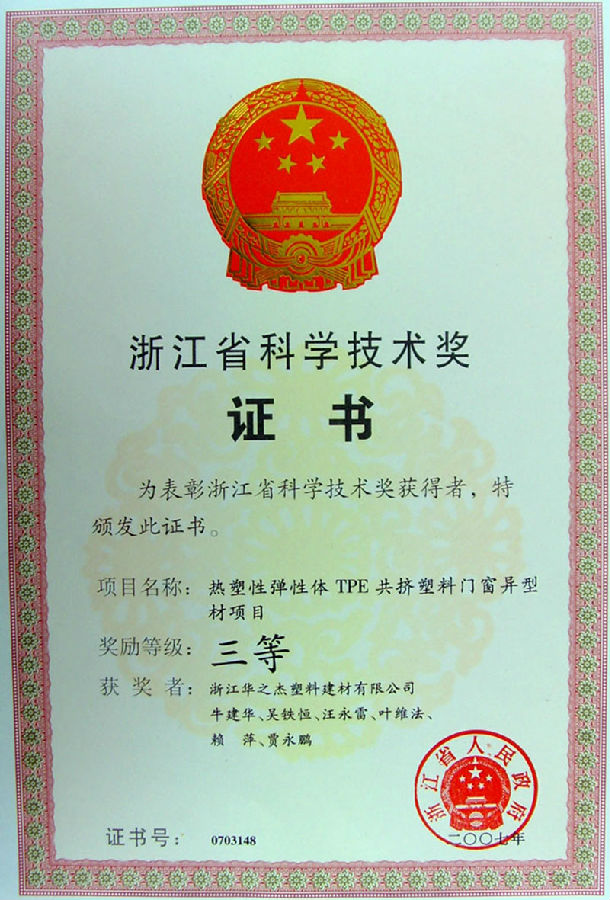 浙江省科学技术奖
证 书
为表彰浙江省科学技术奖获得者，特
颁发此证书。
项目名称： 热塑性弹性体 TPE 共挤塑料门窗异型
材项目
奖励等级： 三等
获 奖 者： 浙江华之杰塑料建材有限公司
牛建华、吴铁恒、汪永雷、叶维法、
赖 萍、贾永鹏
浙江省人民政府
证书号： 0703148
二〇〇七年